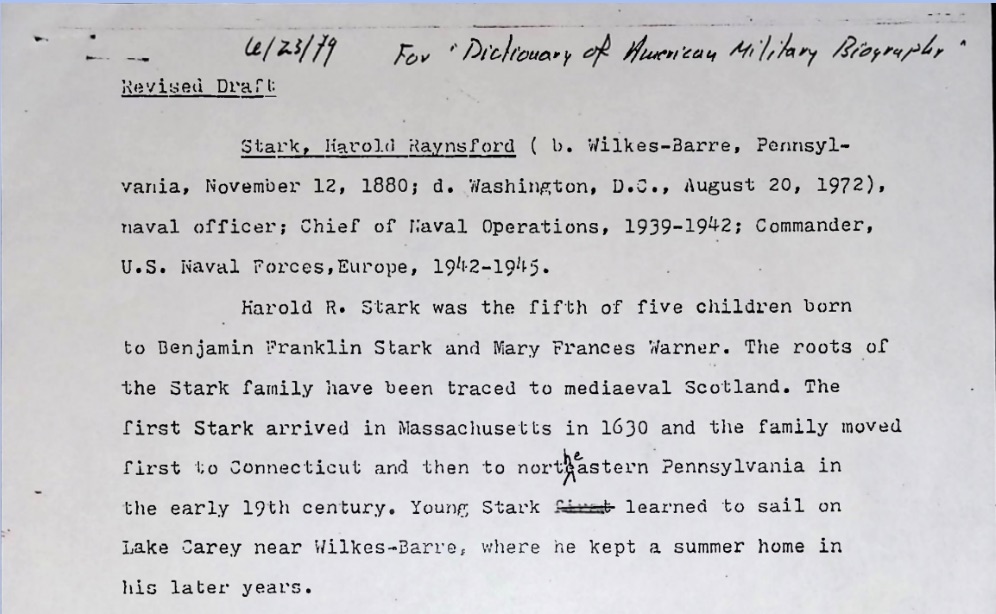 6/23/79 For "Dictionary of American Military Biography"
Revised Draft
Stark, Harold Raynsford ( b. Wilkes-Barre, Pennsyl-
vania, November 12, 1880; d. Washington, D.C., August 20, 1972),
naval officer; Chief of Naval Operations, 1939-1942; Commander,
U.S. Naval Forces,Europe, 1942-1945.
Harold R. Stark was the fifth of five children born
to Benjamin Franklin Stark and Mary Frances Warner. The roots of
the Stark family have been traced to mediaeval Scotland. The
first Stark arrived in Massachusetts in 1630 and the family moved
first to Connecticut and then to northeastern Pennsylvania in
the early 19th century. Young Stark first learned to sail on
Lake Carey near Wilkes-Barre, where he kept a summer home in
his later years.